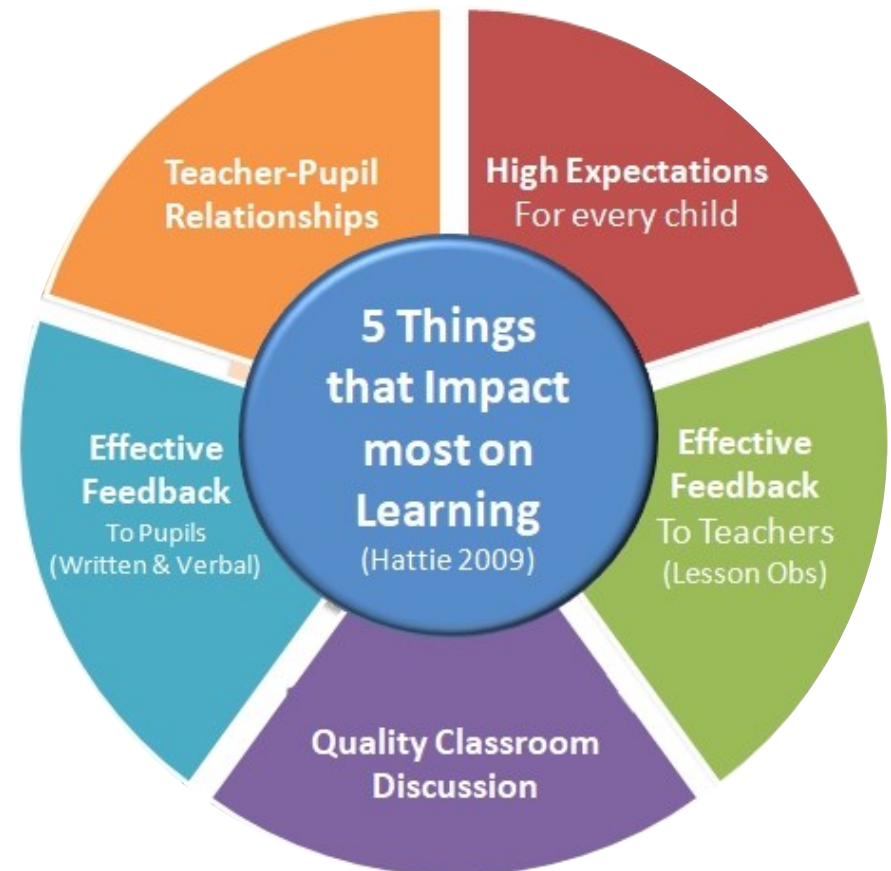 5 Things
that Impact
most on
Learning
(Hattie 2009)
High Expectations
For every child
Effective
Feedback
To Teachers
(Lesson Obs)
Quality Classroom
Discussion
Effective
Feedback
To Pupils
(Written & Verbal)
Teacher-Pupil
Relationships